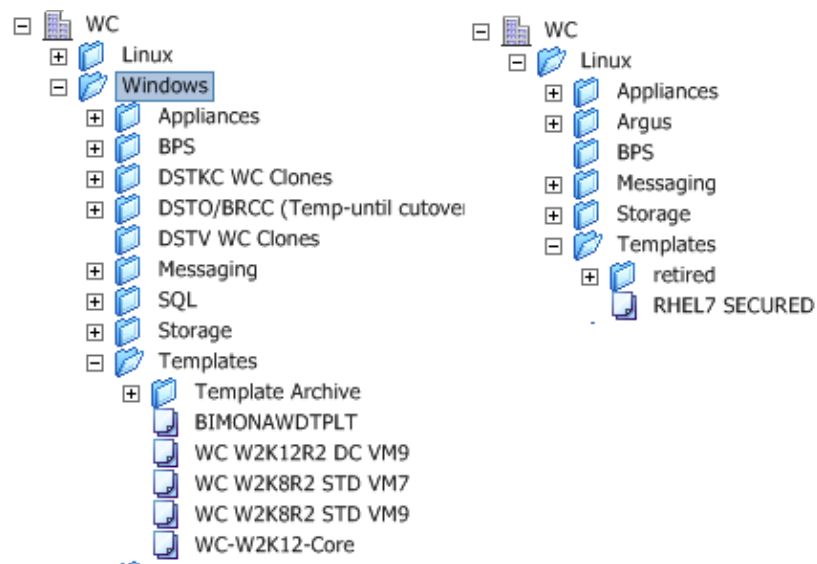 WC
Linux
Windows
Appliances
BPS
DSTKC WC Clones
DSTO/BRCC (Temp-until cutover
DSTV WC Clones
Messaging
SQL
Storage
Templates
Template Archive
BIMONAWDTPLT
WC W2K12R2 DC VM9
WC W2K8R2 STD VM7
WC W2K8R2 STD VM9
WC-W2K12-Core
WC
Linux
Appliances
Argus
BPS
Messaging
Storage
Templates
retired
RHEL7 SECURED